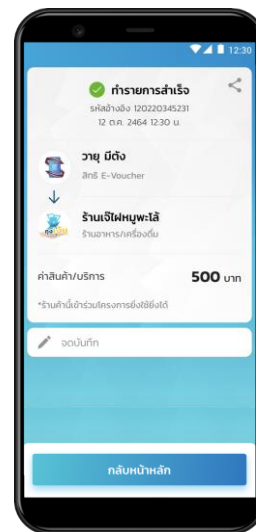 12:30
ทำรายการสำเร็จ
รหัสอ้างอิง 120220345231
12 ต.ค. 2464 12:30 น.
วายุ มีตัง
สิทธิ E-Voucher
ร้านเจ๊ไฝหมูพะโล้
ร้านอาหาร/เครื่องดื่ม
ค่าสินค้า/บริการ 500 บาท
*ร้านค้านี้เข้าร่วมโครงการยิ่งใช้ยิ่งได้
จดบันทึก
กลับหน้าหลัก